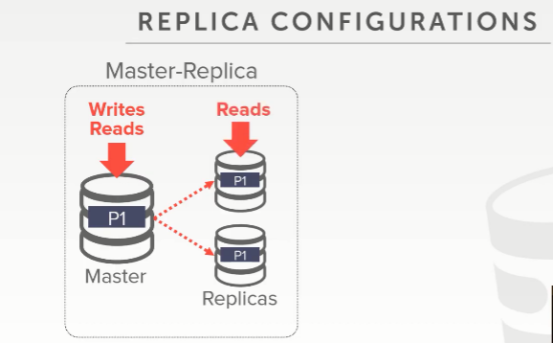 REPLICA CONFIGURATIONS
Master-Replica
Writes
Reads
Reads
P1
P1
P1
Master
Replicas